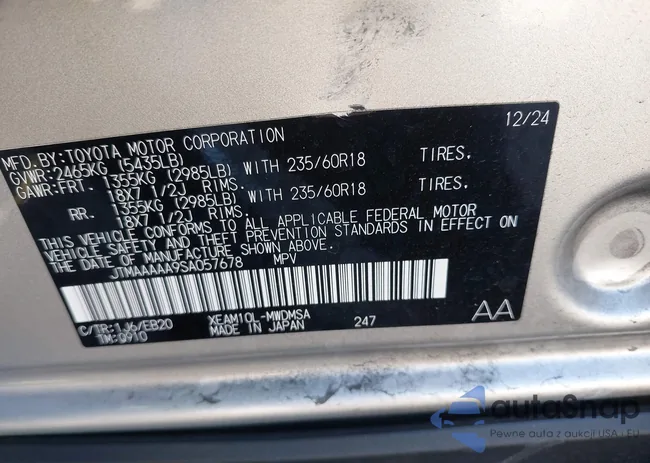 MFD.BY:TOYOTA MOTOR CORPORATION 12/24
GVWR:2465KG (5435LB)
GAWR:FRT. 1355KG (2985LB) WITH 235/60R18 TIRES.
18X7 1/2J RIMS.
RR. 1355KG (2985LB) WITH 235/60R18 TIRES.
18X7 1/2J RIMS.
THIS VEHICLE CONFORMS TO ALL APPLICABLE FEDERAL MOTOR
VEHICLE SAFETY AND THEFT PREVENTION STANDARDS IN EFFECT ON
THE DATE OF MANUFACTURE SHOWN ABOVE.
JTMAAAAA9SA057678 MPV
C/TR:1J6/EB20 XEAM10L-MWDMSA 247 AA
TM:0910 MADE IN JAPAN
autoSnap
Pewne auta z aukcji USA i EU